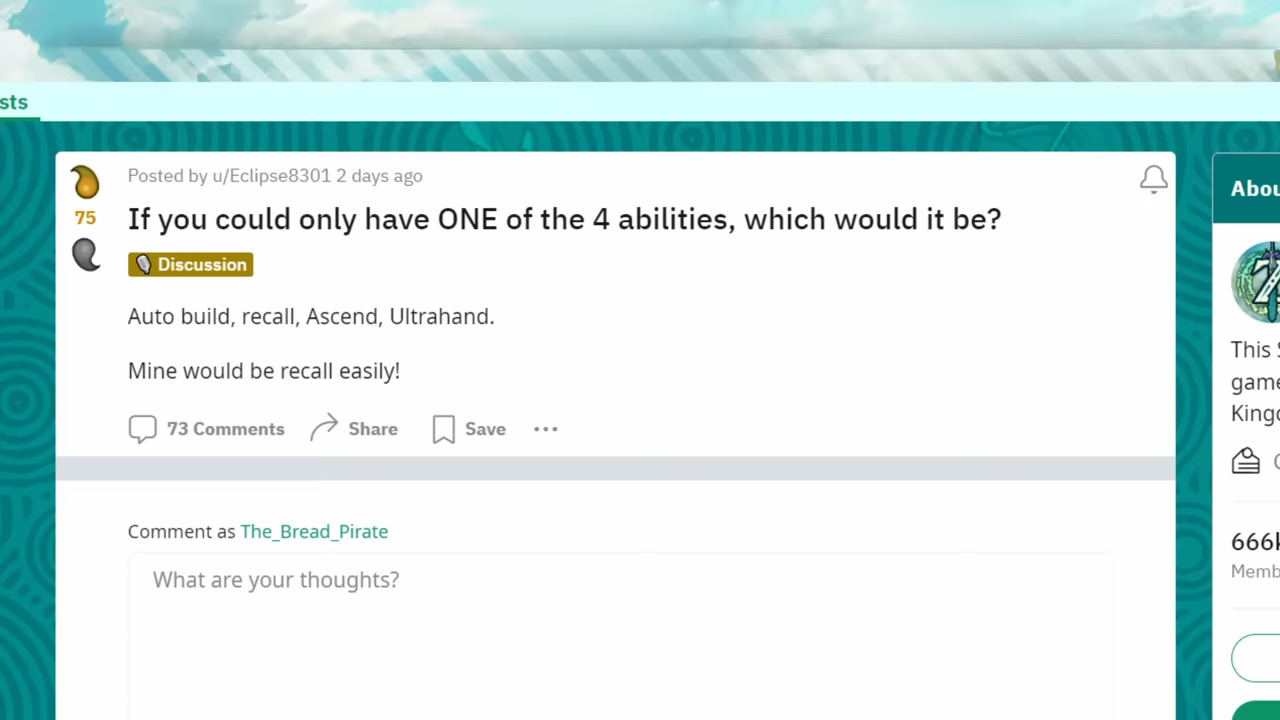 sts
Posted by u/Eclipse8301 2 days ago
75
If you could only have ONE of the 4 abilities, which would it be?
Discussion
Auto build, recall, Ascend, Ultrahand.
Mine would be recall easily!
73 Comments Share Save
Comment as The_Bread_Pirate
What are your thoughts?
Abou
This S
game
Kingd
666k
Memb